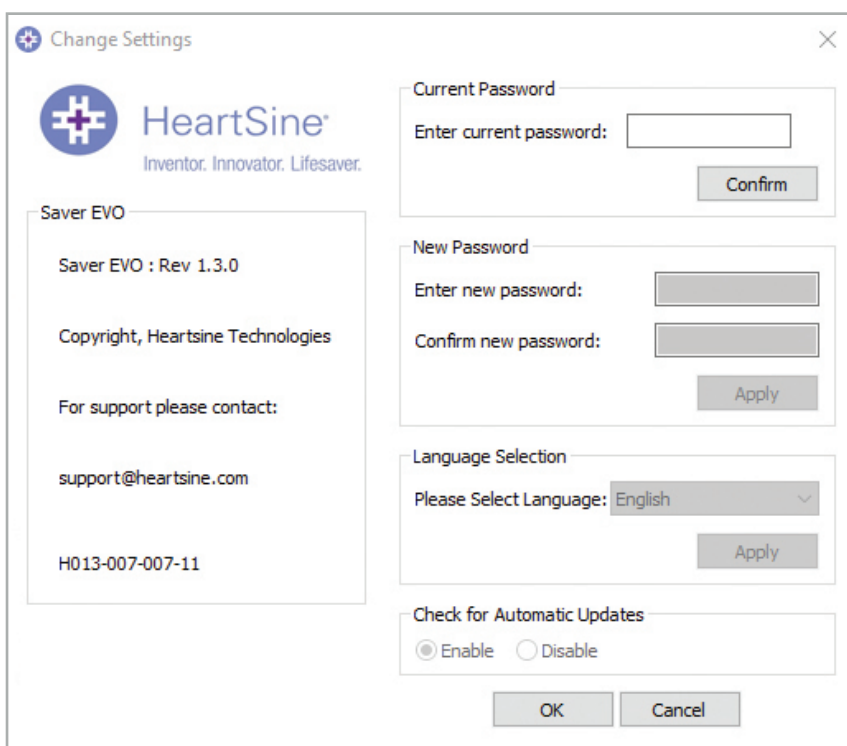 Change Settings
HeartSine®
Inventor. Innovator. Lifesaver.
Saver EVO
Saver EVO : Rev 1.3.0
Copyright, Heartsine Technologies
For support please contact:
support@heartsine.com
H013-007-007-11
Current Password
Enter current password:
Confirm
New Password
Enter new password:
Confirm new password:
Apply
Language Selection
Please Select Language: English
Apply
Check for Automatic Updates
Enable Disable
OK Cancel